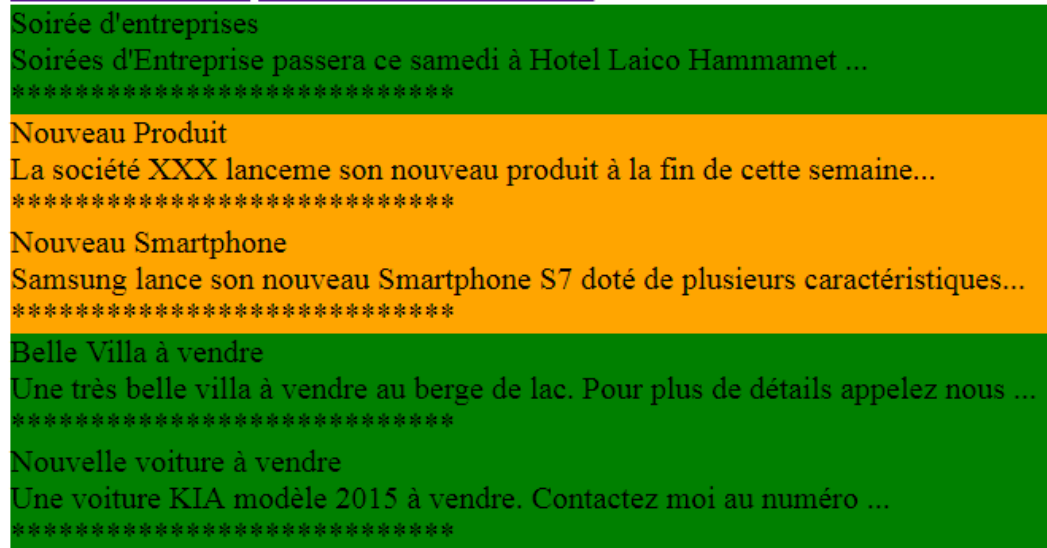 Soirée d'entreprises
Soirées d'Entreprise passera ce samedi à Hotel Laico Hammamet ...
****************************
Nouveau Produit
La société XXX lanceme son nouveau produit à la fin de cette semaine...
****************************
Nouveau Smartphone
Samsung lance son nouveau Smartphone S7 doté de plusieurs caractéristiques...
****************************
Belle Villa à vendre
Une très belle villa à vendre au berge de lac. Pour plus de détails appelez nous ...
****************************
Nouvelle voiture à vendre
Une voiture KIA modèle 2015 à vendre. Contactez moi au numéro ...
****************************